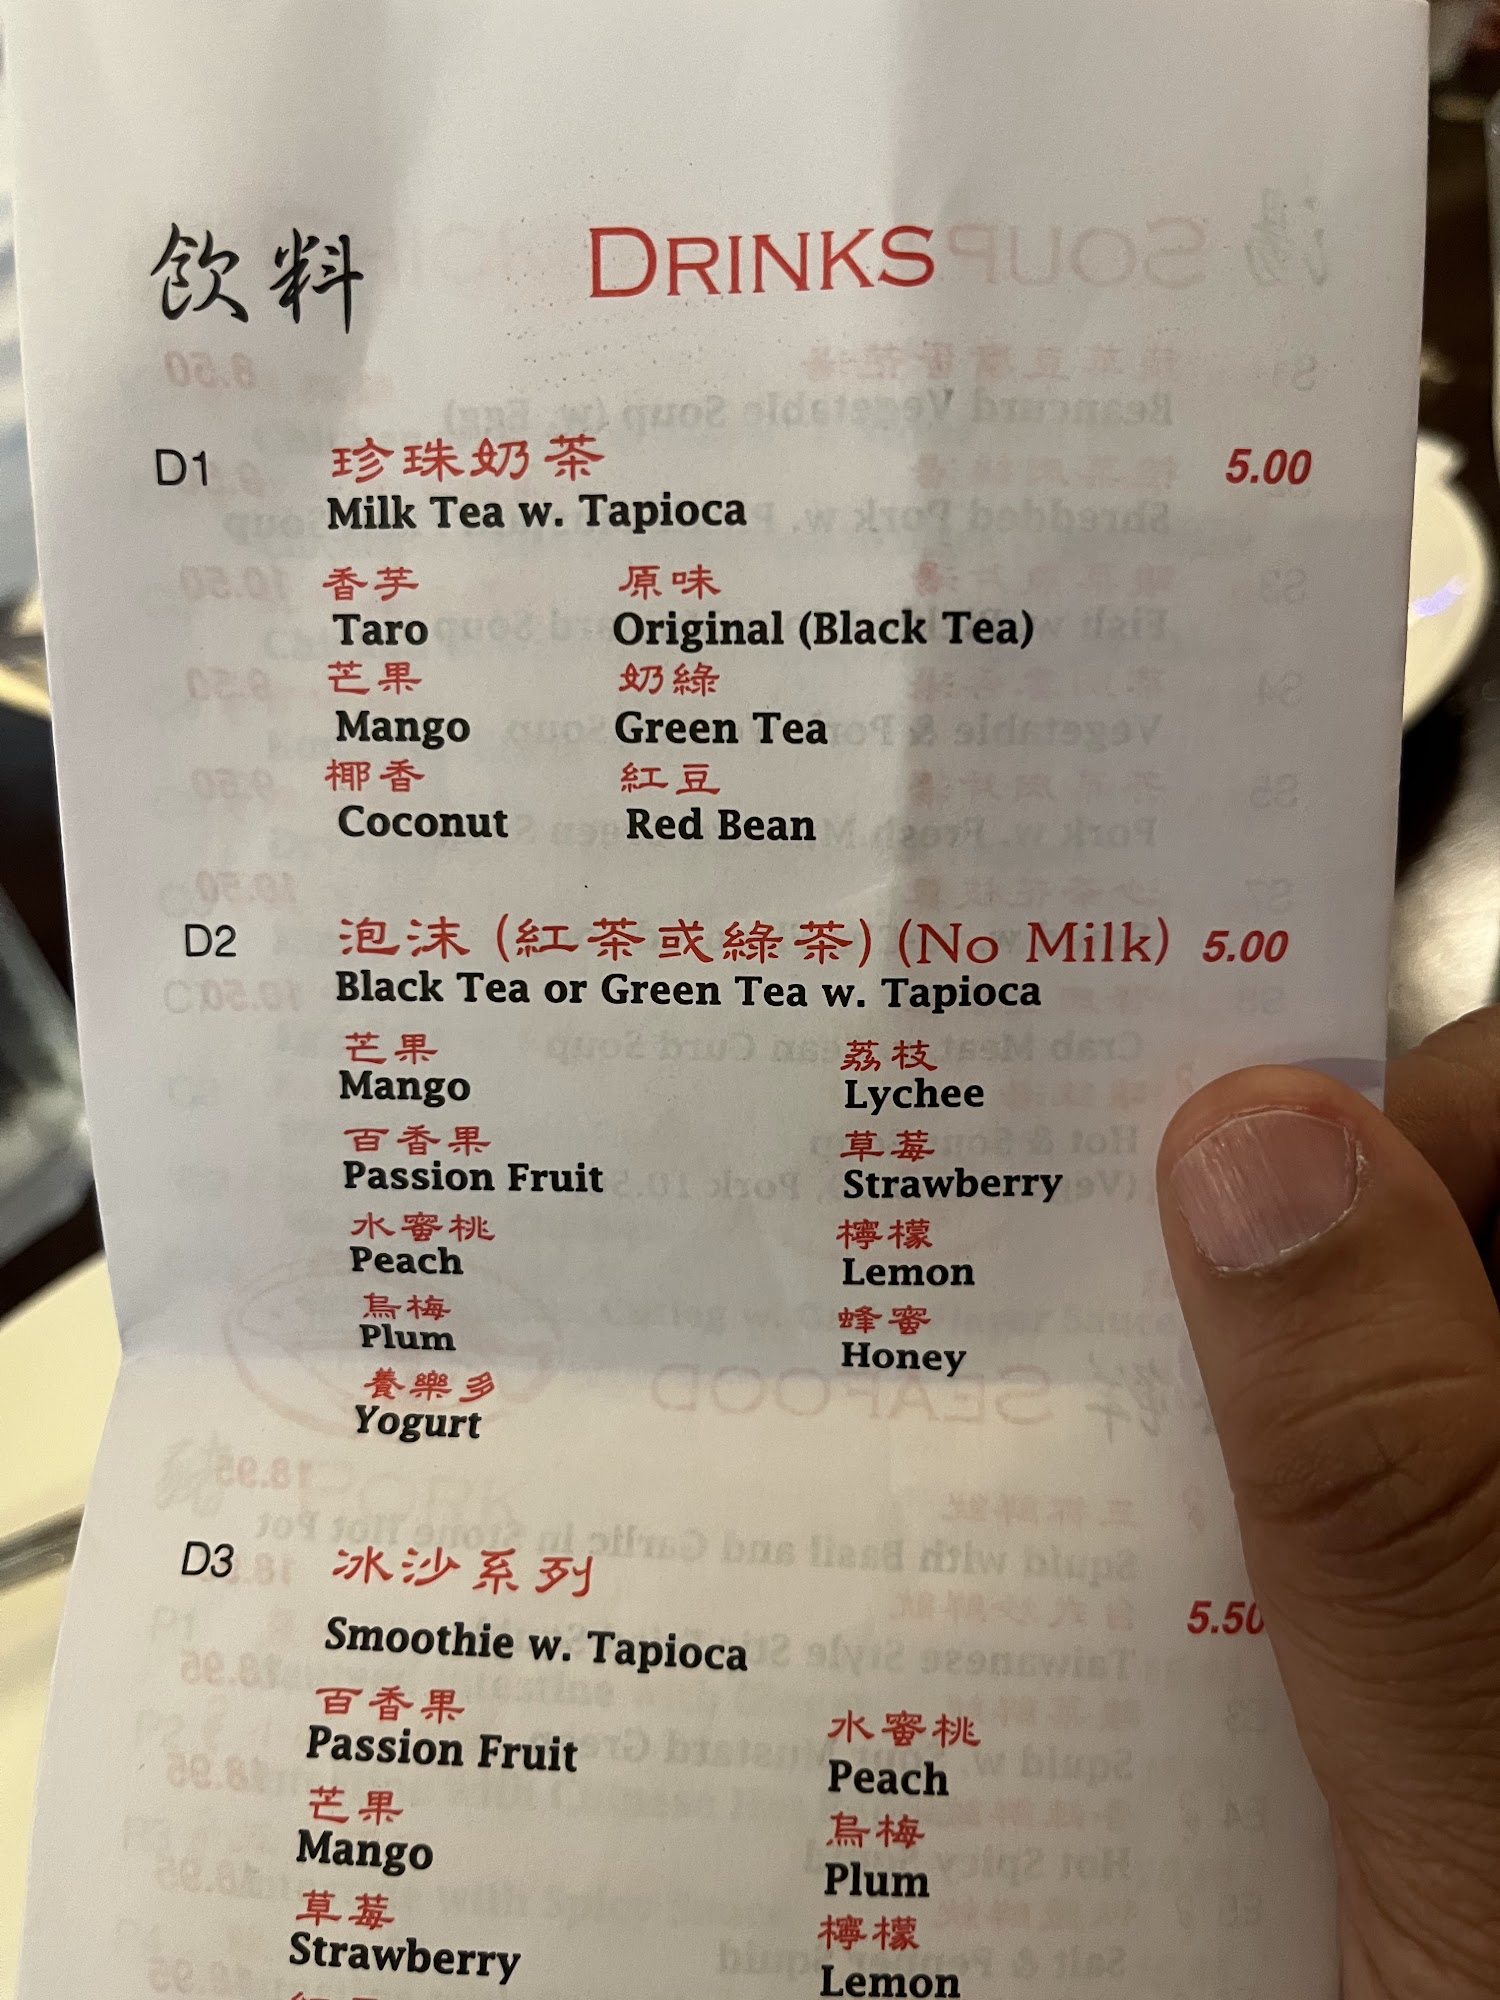 飲料 DRINKS
D1 珍珠奶茶 5.00
Milk Tea w. Tapioca
香芋 原味
Taro Original (Black Tea)
芒果 奶綠
Mango Green Tea
椰香 紅豆
Coconut Red Bean
D2 泡沫 (紅茶或綠茶) (No Milk) 5.00
Black Tea or Green Tea w. Tapioca
芒果 荔枝
Mango Lychee
百香果 草莓
Passion Fruit Strawberry
水蜜桃 檸檬
Peach Lemon
烏梅 蜂蜜
Plum Honey
養樂多
Yogurt
D3 冰沙系列 5.50
Smoothie w. Tapioca
百香果 水蜜桃
Passion Fruit Peach
芒果 烏梅
Mango Plum
草莓 檸檬
Strawberry Lemon